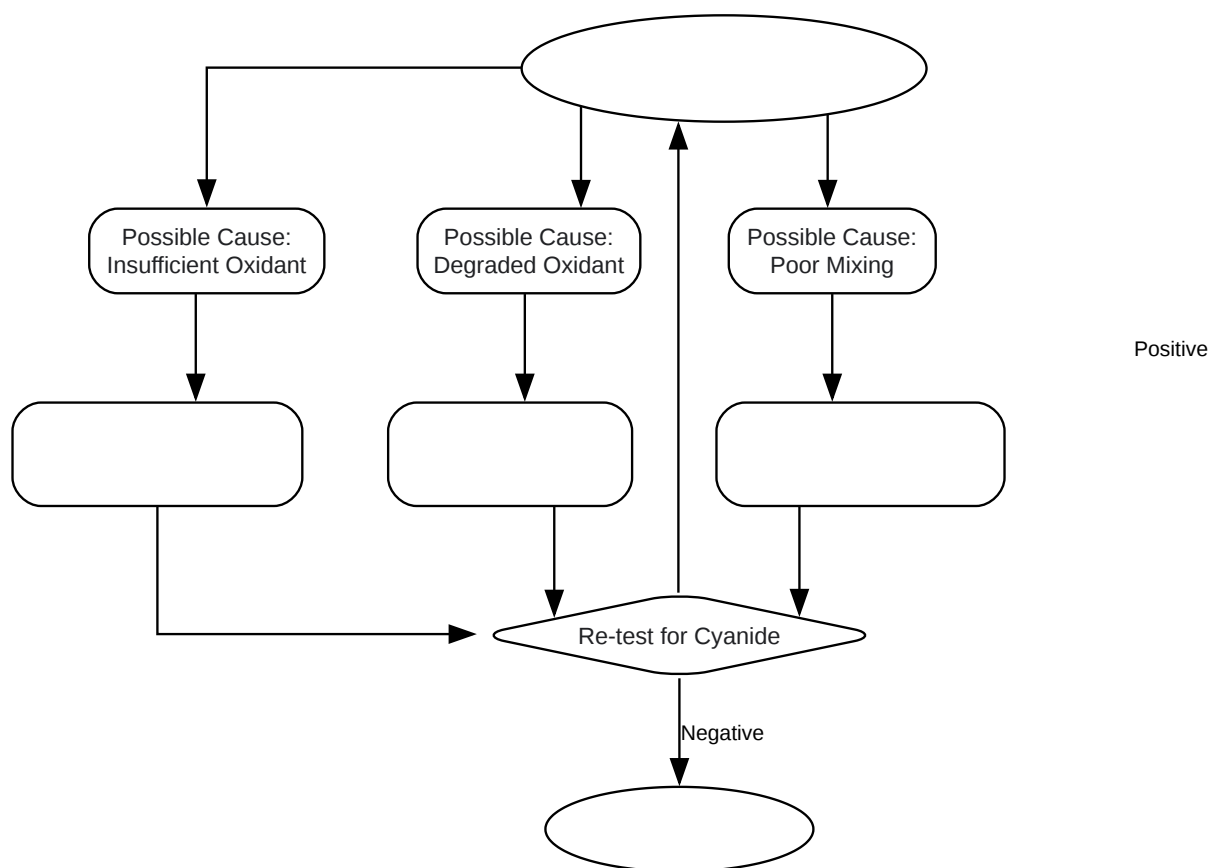 Possible Cause:
Insufficient Oxidant
Possible Cause:
Degraded Oxidant
Possible Cause:
Poor Mixing
Positive
Re-test for Cyanide
Negative